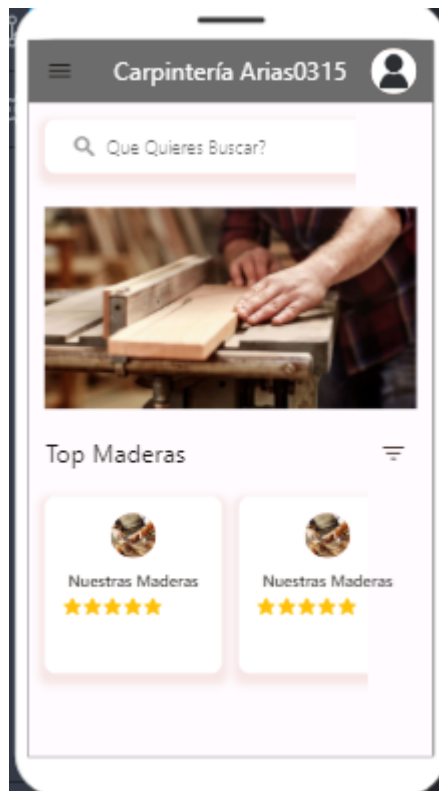 Carpintería Arias0315
Que Quieres Buscar?
Top Maderas
Nuestras Maderas
Nuestras Maderas